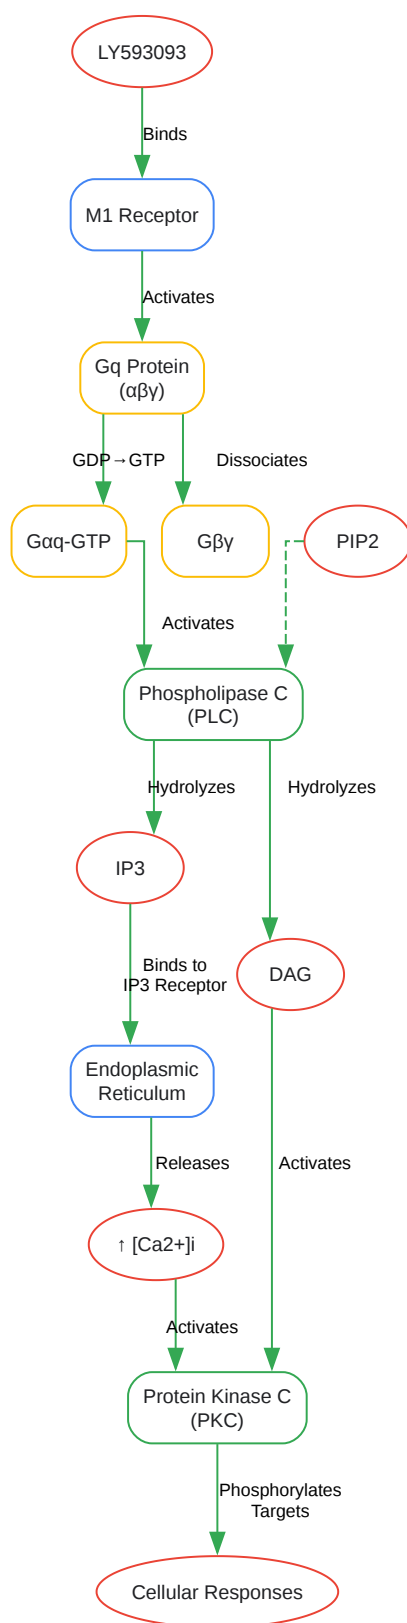 LY593093
Binds
M1 Receptor
Activates
Gq Protein
(αβγ)
GDP→GTP
Dissociates
Gαq-GTP
Gβγ
PIP2
Activates
Phospholipase C
(PLC)
Hydrolyzes
Hydrolyzes
IP3
Binds to
IP3 Receptor
DAG
Endoplasmic
Reticulum
Releases
Activates
↑ [Ca2+]i
Activates
Protein Kinase C
(PKC)
Phosphorylates
Targets
Cellular Responses